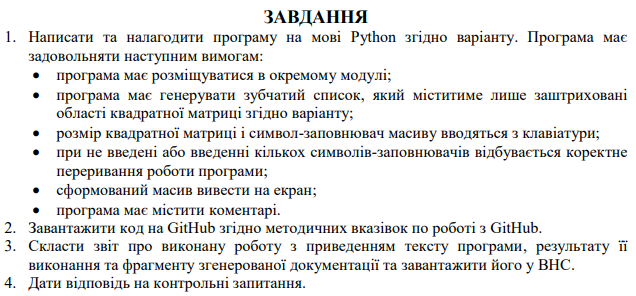 ЗАВДАННЯ
1. Написати та налагодити програму на мові Python згідно варіанту. Програма має
задовольняти наступним вимогам:
• програма має розміщуватися в окремому модулі;
• програма має генерувати зубчатий список, який міститиме лише заштриховані
області квадратної матриці згідно варіанту;
• розмір квадратної матриці і символ-заповнювач масиву вводяться з клавіатури;
• при не введені або введенні кількох символів-заповнювачів відбувається коректне
переривання роботи програми;
• сформований масив вивести на екран;
• програма має містити коментарі.
2. Завантажити код на GitHub згідно методичних вказівок по роботі з GitHub.
3. Скласти звіт про виконану роботу з приведенням тексту програми, результату її
виконання та фрагменту згенерованої документації та завантажити його у ВНС.
4. Дати відповідь на контрольні запитання.